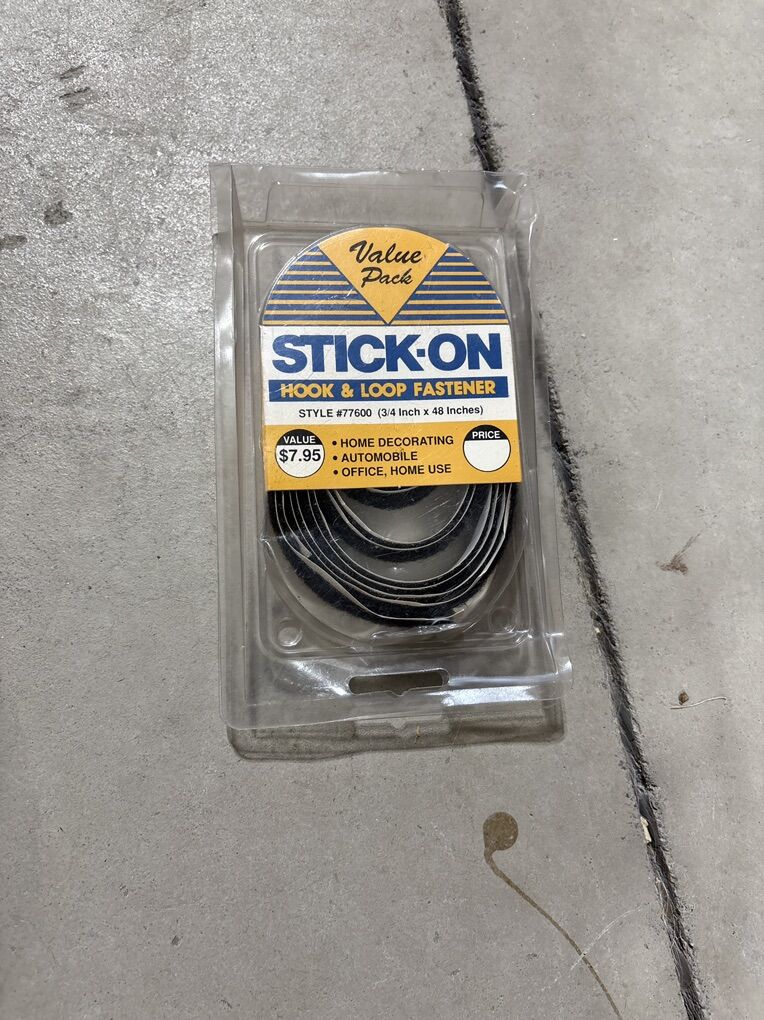 Value
Pack
STICK-ON
HOOK & LOOP FASTENER
STYLE #77600 (3/4 Inch x 48 Inches)
VALUE
$7.95
• HOME DECORATING
• AUTOMOBILE
• OFFICE, HOME USE
PRICE